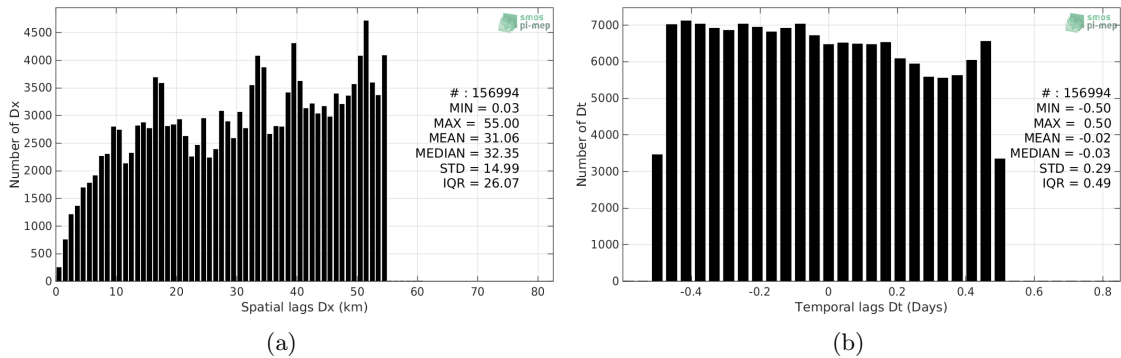 smos
pi-mep
5000
4500
4000
3500
3000
2500
2000
1500
1000
500
0
Number of Dx
# : 156994
MIN = 0.03
MAX = 55.00
MEAN = 31.06
MEDIAN = 32.35
STD = 14.99
IQR = 26.07
0 10 20 30 40 50 60 70 80
Spatial lags Dx (km)
(a)
smos
pi-mep
7000
6000
5000
4000
3000
2000
1000
0
Number of Dt
# : 156994
MIN = -0.50
MAX = 0.50
MEAN = -0.02
MEDIAN = -0.03
STD = 0.29
IQR = 0.49
-0.4 -0.2 0 0.2 0.4 0.6 0.8
Temporal lags Dt (Days)
(b)